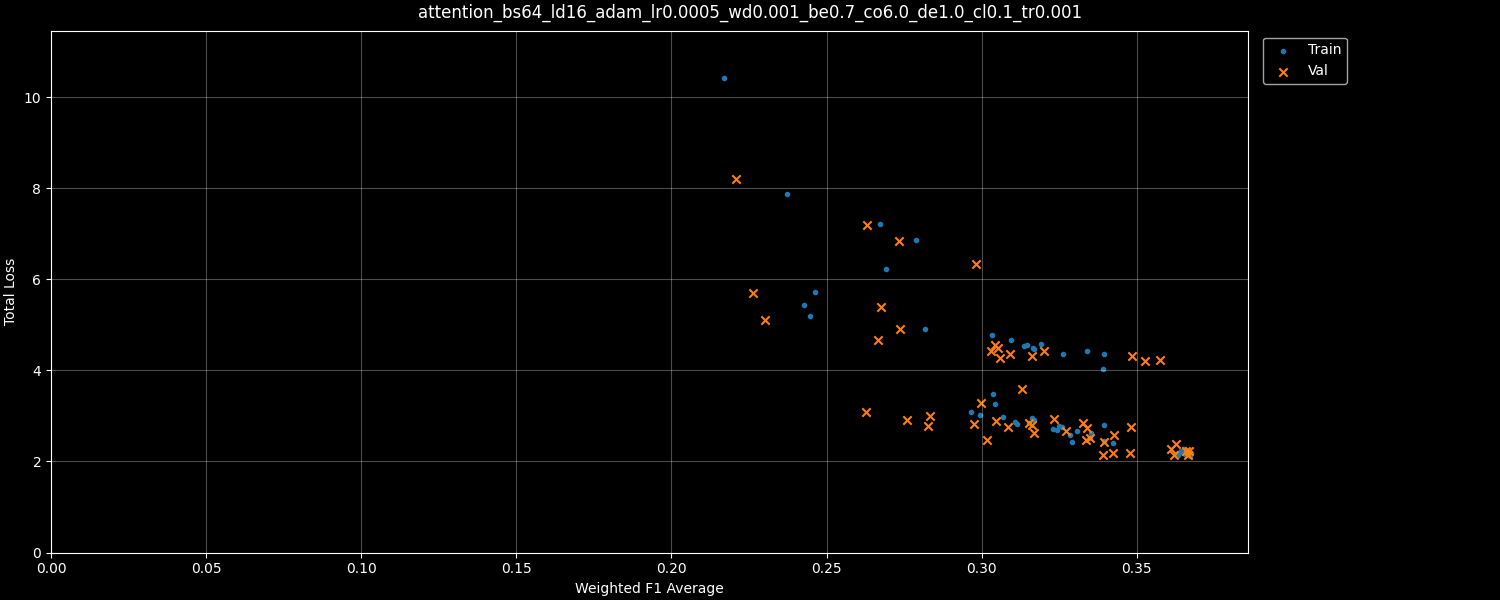 attention_bs64_ld16_adam_lr0.0005_wd0.001_be0.7_co6.0_de1.0_cl0.1_tr0.001
Train
Val
10
8
6
4
2
0
Total Loss
0.00 0.05 0.10 0.15 0.20 0.25 0.30 0.35
Weighted F1 Average